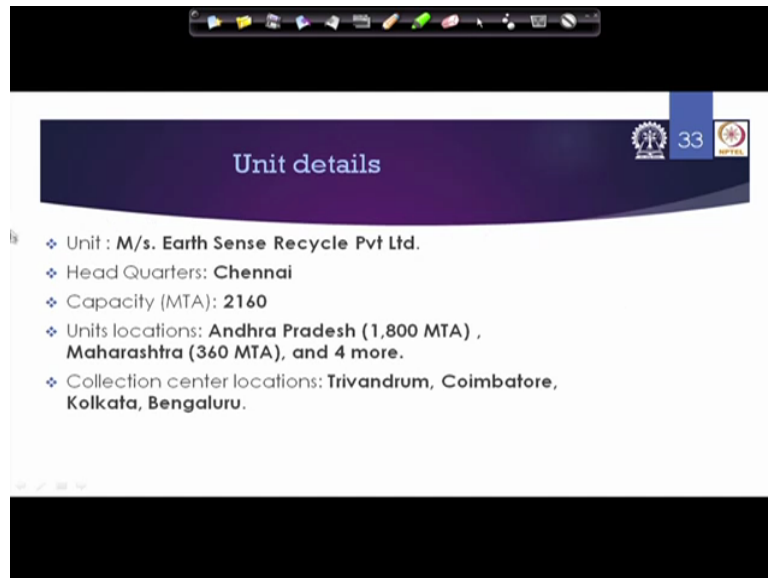 33
NPTEL
Unit details
Unit : M/s. Earth Sense Recycle Pvt Ltd.
Head Quarters: Chennai
Capacity (MTA): 2160
Units locations: Andhra Pradesh (1,800 MTA) ,
Maharashtra (360 MTA), and 4 more.
Collection center locations: Trivandrum, Coimbatore,
Kolkata, Bengaluru.